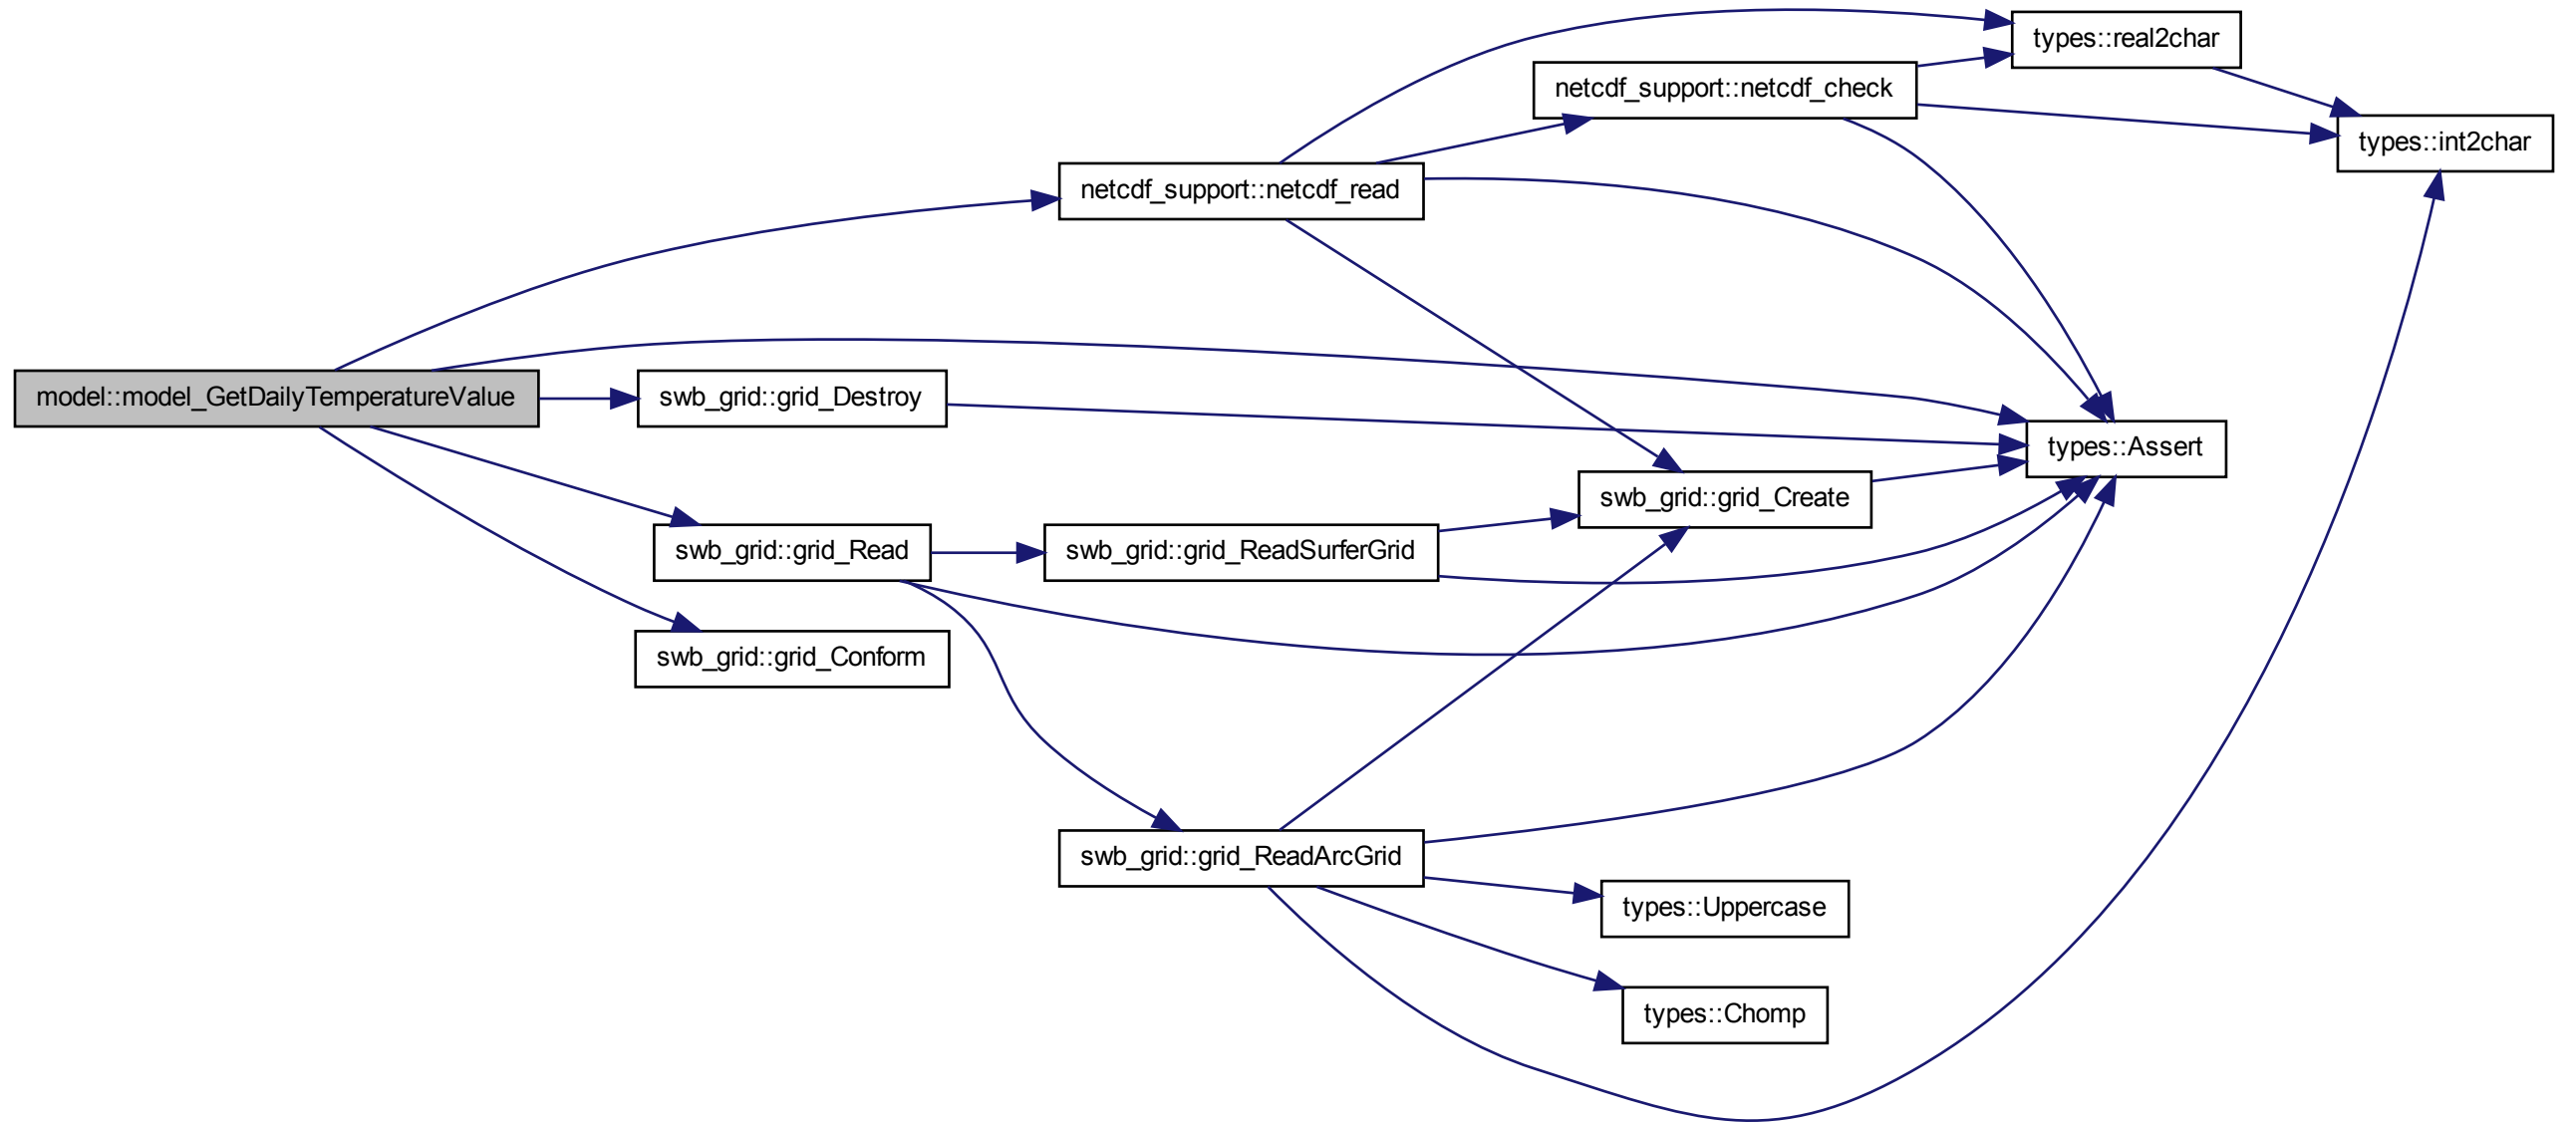 types::real2char
netcdf_support::netcdf_check
types::int2char
netcdf_support::netcdf_read
model::model_GetDailyTemperatureValue
swb_grid::grid_Destroy
types::Assert
swb_grid::grid_Create
swb_grid::grid_Read
swb_grid::grid_ReadSurferGrid
swb_grid::grid_Conform
swb_grid::grid_ReadArcGrid
types::Uppercase
types::Chomp